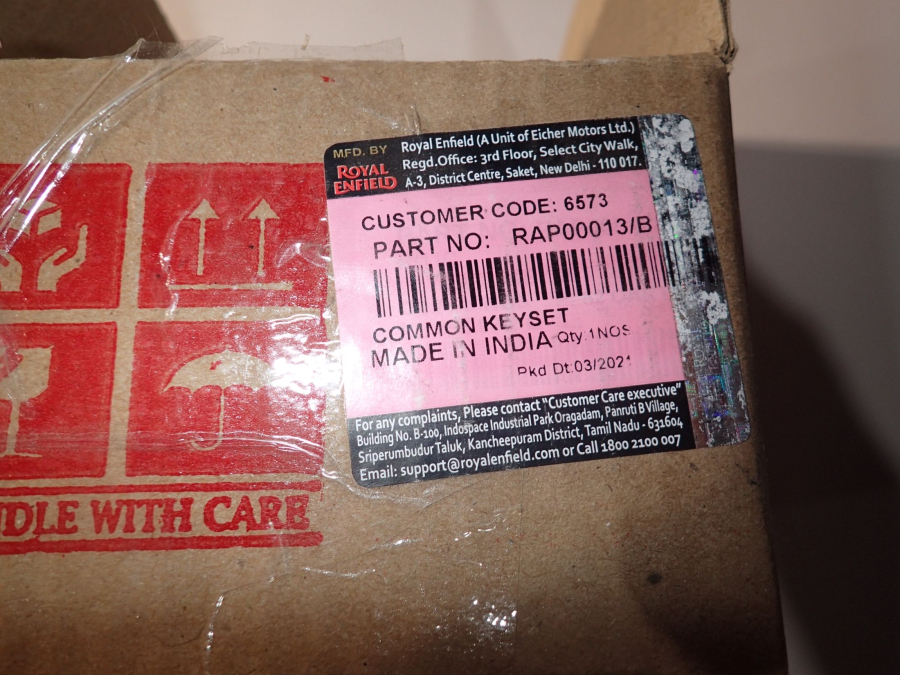 MFD. BY
ROYAL
ENFIELD
Royal Enfield (A Unit of Eicher Motors Ltd.)
Regd.Office: 3rd Floor, Select City Walk,
A-3, District Centre, Saket, New Delhi - 110 017.
CUSTOMER CODE: 6573
PART NO: RAP00013/B
COMMON KEYSET
MADE IN INDIA Qty:1NOS
Pkd Dt:03/2021
For any complaints, Please contact "Customer Care executive"
Building No. B-100, Indospace Industrial Park Oragadam, Panruti B Village,
Sriperumbudur Taluk, Kancheepuram District, Tamil Nadu - 631604
Email: support@royalenfield.com or Call 1800 2100 007
NDLE WITH CARE